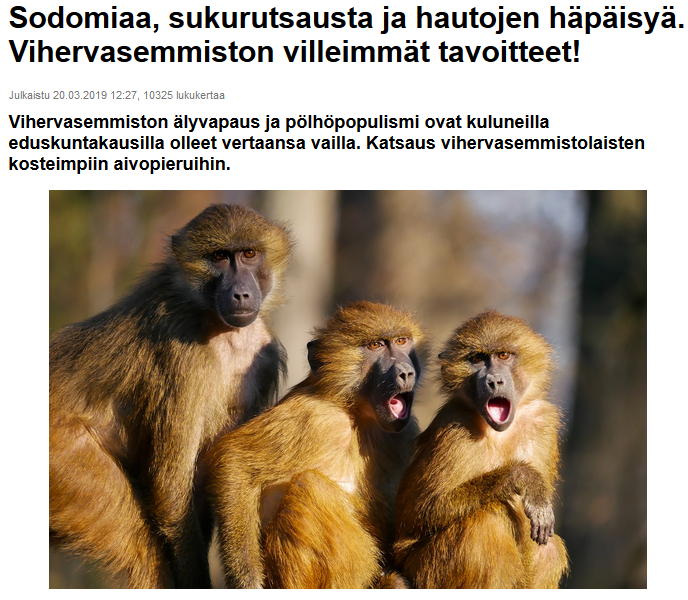 Sodomiaa, sukurutsausta ja hautojen häpäisyä.
Vihervasemmiston villeimmät tavoitteet!
Julkaistu 20.03.2019 12:27, 10325 lukukertaa
Vihervasemmiston älyvapaus ja pölhöpopulismi ovat kuluneilla
eduskuntakausilla olleet vertaansa vailla. Katsaus vihervasemmistolaisten
kosteimpiin aivopieruihin.